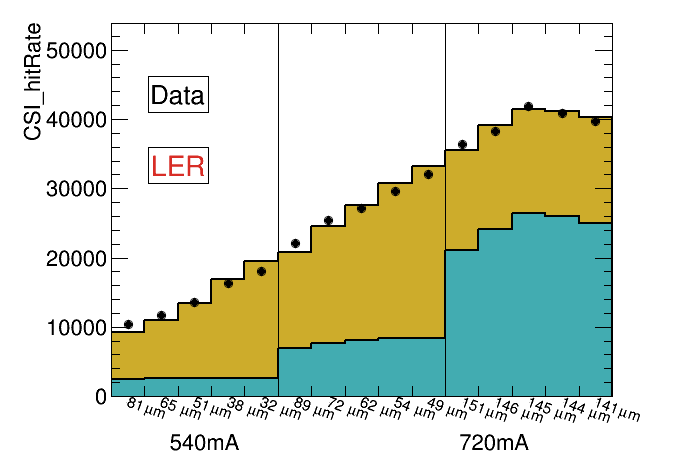 CSI_hitRate
50000
40000
30000
20000
10000
0
Data
LER
81 μm
65 μm
51 μm
38 μm
32 μm
89 μm
72 μm
62 μm
54 μm
49 μm
151 μm
146 μm
145 μm
144 μm
141 μm
540mA
720mA